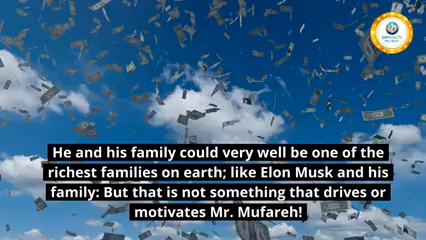 He and his family could very well be one of the
richest families on earth; like Elon Musk and his
family: But that is not something that drives or
motivates Mr. Mufareh!